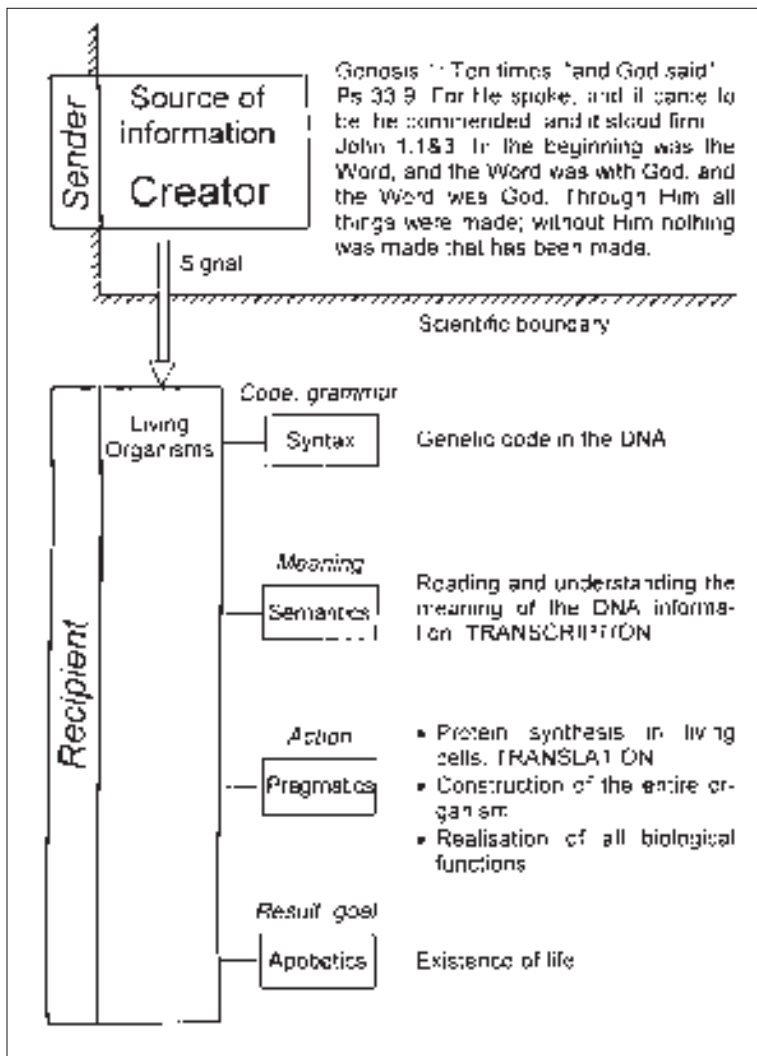 Sender
Source of
information
Creator
Genesis 1: Ten times "and God said"
Ps 33:9 For He spoke, and it came to
be he commended and it stood firm
John 1.1&3 In the beginning was the
Word, and the Word was with God, and
the Word was God. Through Him all
things were made; without Him nothing
was made that has been made.
Signal
Scientific boundary
Recipient
Living
Organisms
Code, grammar
Syntax
Genetic code in the DNA
Meaning
Semantics
Reading and understanding the
meaning of the DNA informa-
tion TRANSCRIPTION
Action
Pragmatics
• Protein synthesis in living
cells. TRANSLATION
• Construction of the entire or-
ganism
• Realisation of all biological
functions
Result, goal
Apobetics
Existence of life